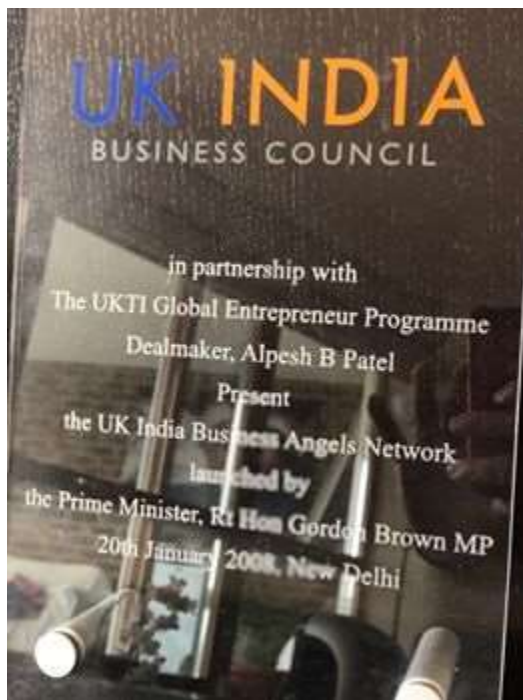 UK INDIA
BUSINESS COUNCIL
in partnership with
The UKTI Global Entrepreneur Programme
Dealmaker, Alpesh B Patel
Present
the UK India Business Angels Network
launched by
the Prime Minister, Rt Hon Gordon Brown MP
20th January 2008, New Delhi